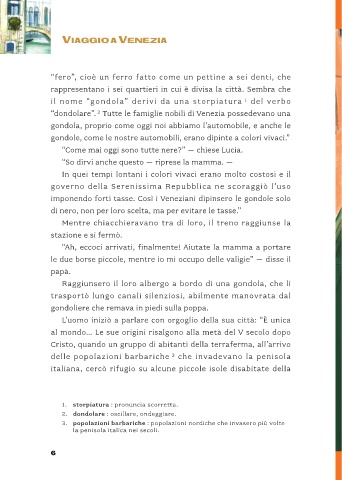 VIAGGIO A VENEZIA
“fero”, cioè un ferro fatto come un pettine a sei denti, che
rappresentano i sei quartieri in cui è divisa la città. Sembra che
il nome “gondola” derivi da una storpiatura 1 del verbo
“dondolare”. 2 Tutte le famiglie nobili di Venezia possedevano una
gondola, proprio come oggi noi abbiamo l’automobile, e anche le
gondole, come le nostre automobili, erano dipinte a colori vivaci.”
“Come mai oggi sono tutte nere?” — chiese Lucia.
“So dirvi anche questo — riprese la mamma. —
In quei tempi lontani i colori vivaci erano molto costosi e il
governo della Serenissima Repubblica ne scoraggiò l’uso
imponendo forti tasse. Così i Veneziani dipinsero le gondole solo
di nero, non per loro scelta, ma per evitare le tasse.”
Mentre chiacchieravano tra di loro, il treno raggiunse la
stazione e si fermò.
“Ah, eccoci arrivati, finalmente! Aiutate la mamma a portare
le due borse piccole, mentre io mi occupo delle valigie” — disse il
papà.
Raggiunsero il loro albergo a bordo di una gondola, che li
trasportò lungo canali silenziosi, abilmente manovrata dal
gondoliere che remava in piedi sulla poppa.
L’uomo iniziò a parlare con orgoglio della sua città: “È unica
al mondo... Le sue origini risalgono alla metà del V secolo dopo
Cristo, quando un gruppo di abitanti della terraferma, all’arrivo
delle popolazioni barbariche 3 che invadevano la penisola
italiana, cercò rifugio su alcune piccole isole disabitate della
1. storpiatura : pronuncia scorretta.
2. dondolare : oscillare, ondeggiare.
3. popolazioni barbariche : popolazioni nordiche che invasero più volte
la penisola italica nei secoli.
6